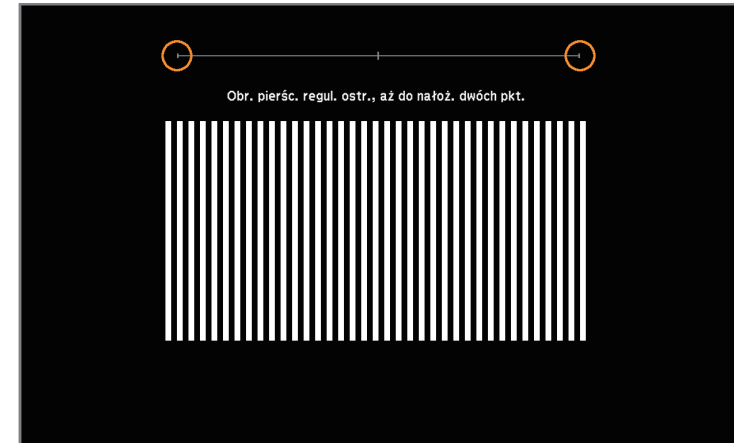 Obr. pierśc. regul. ostr., aż do nałoż. dwóch pkt.